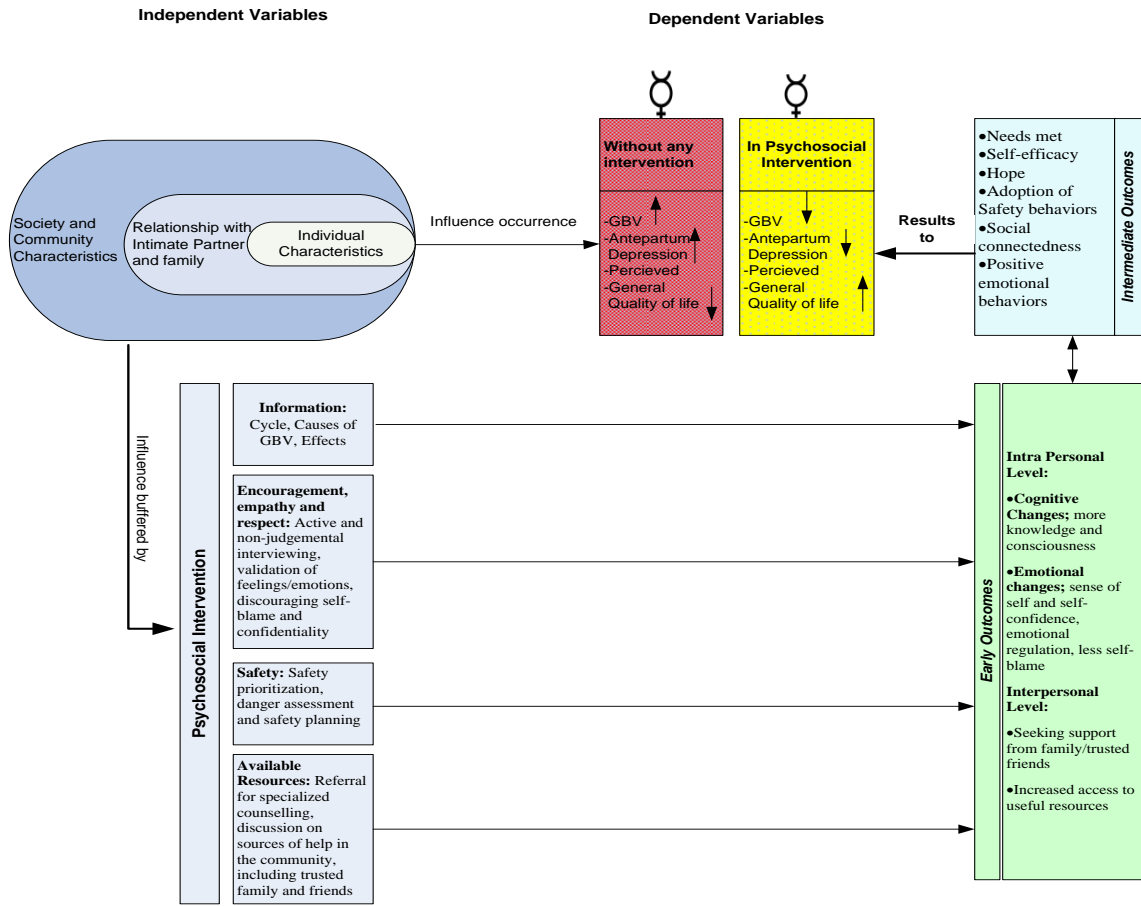 Independent Variables
Dependent Variables
Society and
Community
Characteristics
Relationship with
Intimate Partner
and family
Individual
Characteristics
Influence occurrence
Without any
intervention
-GBV
-Antepartum
Depression
-Percieved
-General
Quality of life
In Psychosocial
Intervention
-GBV
-Antepartum
Depression
-Percieved
-General
Quality of life
Results
to
●Needs met
●Self-efficacy
●Hope
●Adoption of
Safety behaviors
●Social
connectedness
●Positive
emotional
behaviors
Intermediate Outcomes
Influence buffered by
Psychosocial Intervention
Information:
Cycle, Causes of
GBV, Effects
Encouragement,
empathy and
respect: Active and
non-judgemental
interviewing,
validation of
feelings/emotions,
discouraging self-
blame and
confidentiality
Safety: Safety
prioritization,
danger assessment
and safety planning
Available
Resources: Referral
for specialized
counselling,
discussion on
sources of help in
the community,
including trusted
family and friends
Early Outcomes
Intra Personal
Level:
●Cognitive
Changes; more
knowledge and
consciousness
●Emotional
changes; sense of
self and self-
confidence,
emotional
regulation, less self-
blame
Interpersonal
Level:
●Seeking support
from family/trusted
friends
●Increased access to
useful resources